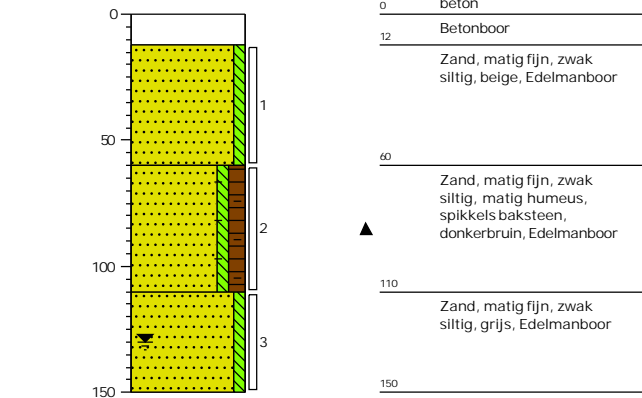 0
50
100
150
1
2
3
0
beton
Betonboor
12
Zand, matig fijn, zwak
siltig, beige, Edelmanboor
60
Zand, matig fijn, zwak
siltig, matig humeus,
spikkels baksteen,
donkerbruin, Edelmanboor
110
Zand, matig fijn, zwak
siltig, grijs, Edelmanboor
150